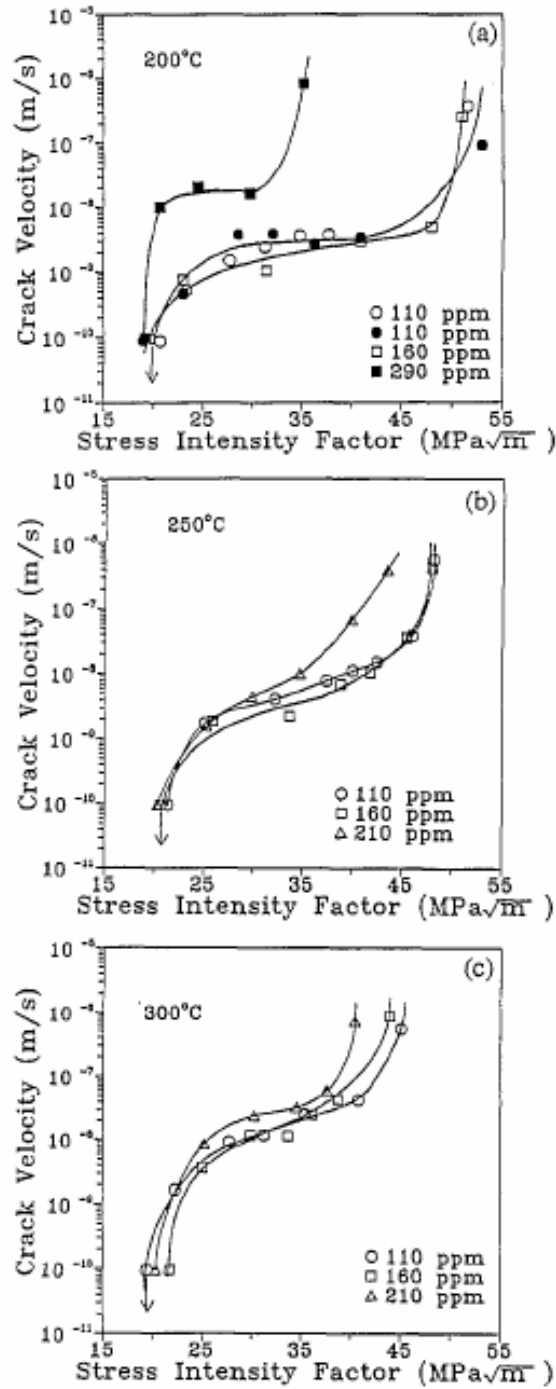 (a)
200°C
10⁻⁵
10⁻⁶
10⁻⁷
10⁻⁸
10⁻⁹
10⁻¹⁰
10⁻¹¹
Crack Velocity (m/s)
110 ppm
110 ppm
160 ppm
290 ppm
15 25 35 45 55
Stress Intensity Factor (MPa√m )
(b)
250°C
10⁻⁵
10⁻⁶
10⁻⁷
10⁻⁸
10⁻⁹
10⁻¹⁰
10⁻¹¹
Crack Velocity (m/s)
110 ppm
160 ppm
210 ppm
15 25 35 45 55
Stress Intensity Factor (MPa√m )
(c)
300°C
10⁻⁵
10⁻⁶
10⁻⁷
10⁻⁸
10⁻⁹
10⁻¹⁰
10⁻¹¹
Crack Velocity (m/s)
110 ppm
160 ppm
210 ppm
15 25 35 45 55
Stress Intensity Factor (MPa√m )